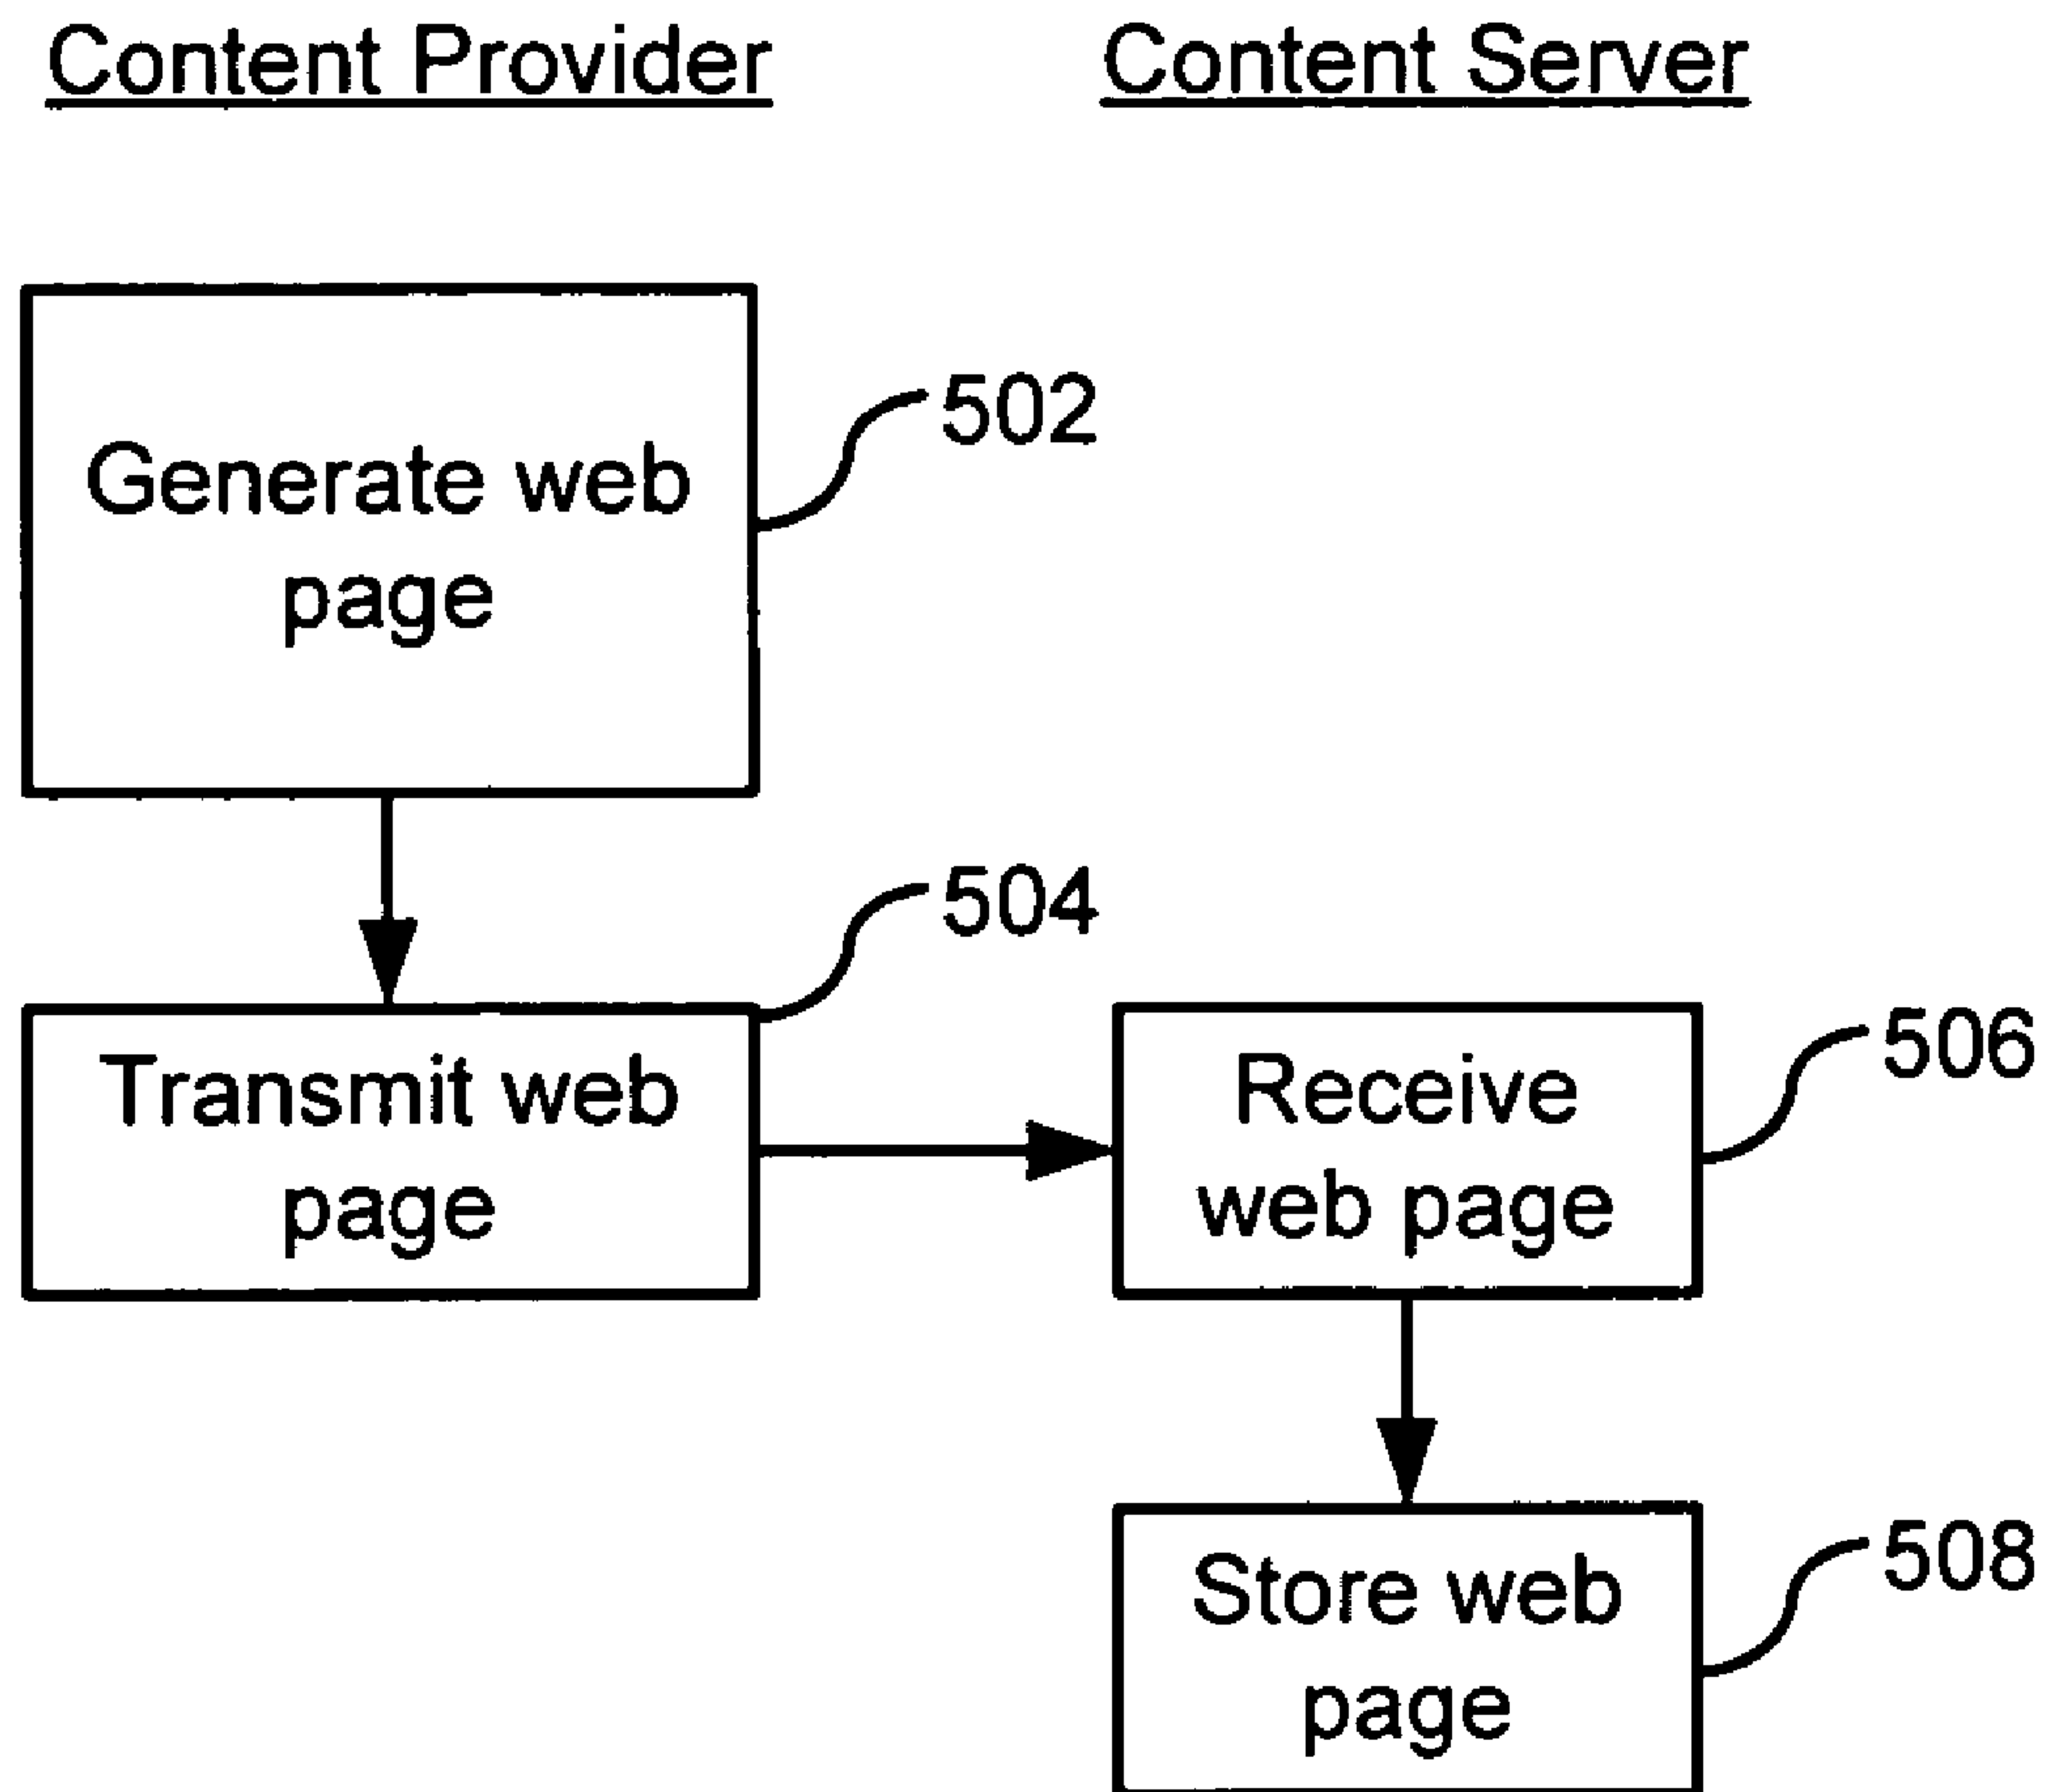 Content Provider
Content Server
Generate web
page
502
504
Transmit web
page
Receive
web page
506
Store web
page
508